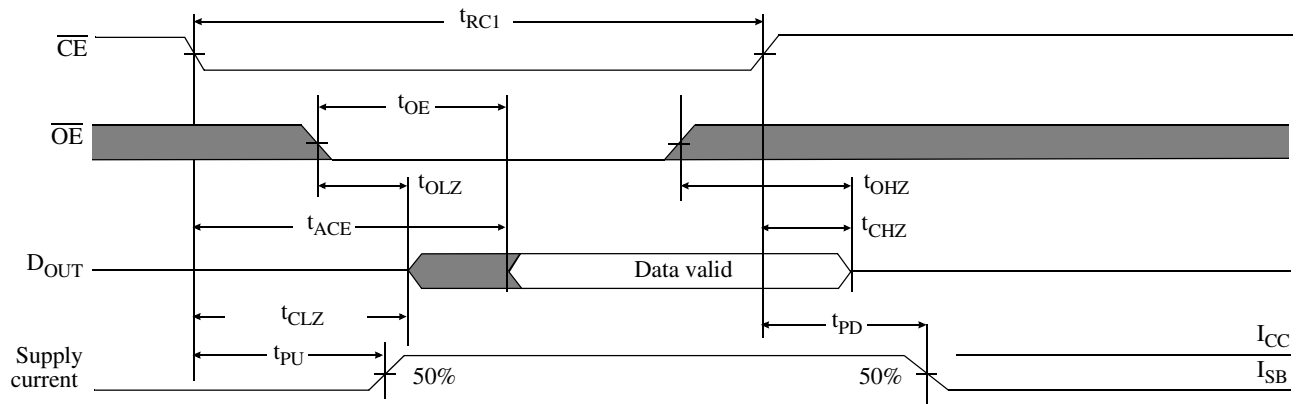 tRC1
CE
tOE
OE
tOLZ
tOHZ
tACE
tCHZ
DOUT
Data valid
tCLZ
tPD
tPU
ICC
Supply
current
50%
50%
ISB